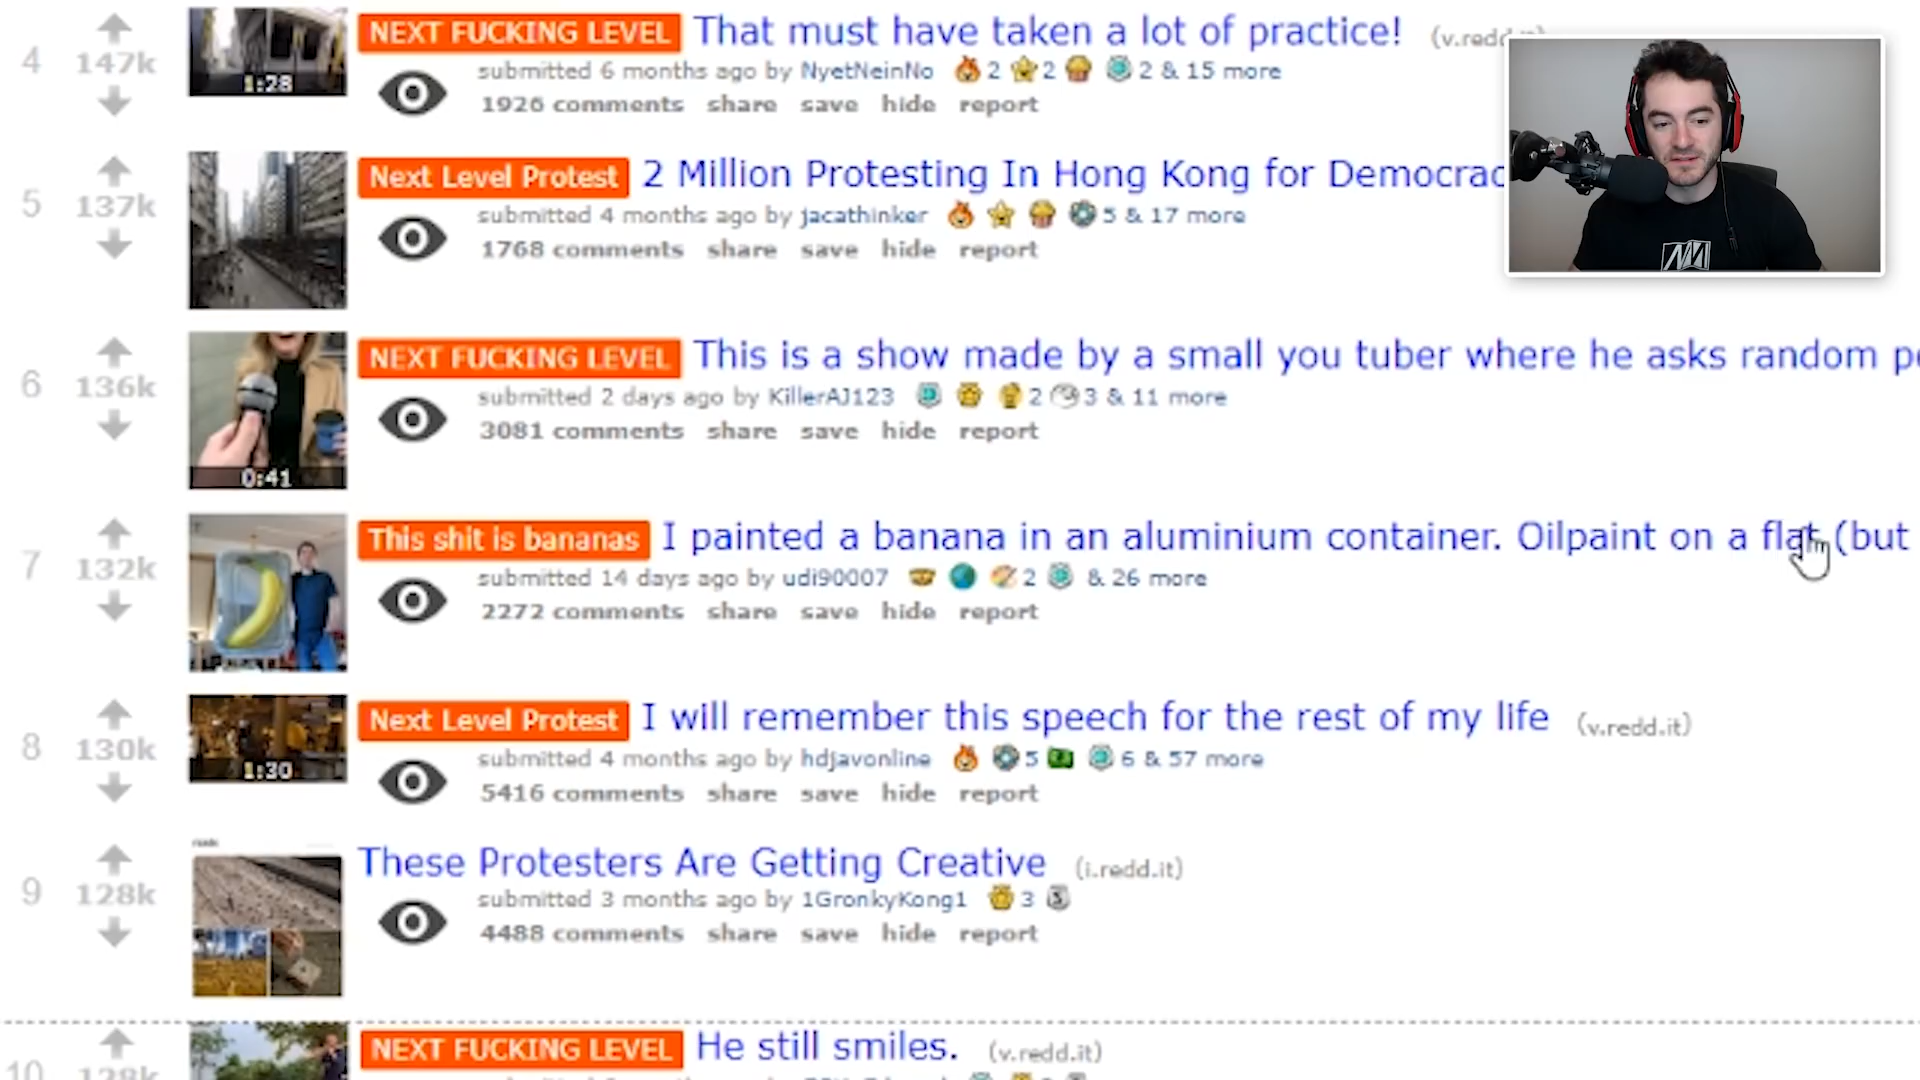 4
147k
1:28
NEXT FUCKING LEVEL That must have taken a lot of practice!
submitted 6 months ago by NyetNeinNo 2 2 2 & 15 more
1926 comments share save hide report
5
137k
Next Level Protest 2 Million Protesting In Hong Kong for
submitted 4 months ago by jacathinker 5 & 17 more
1768 comments share save hide report
6
136k
0:41
NEXT FUCKING LEVEL This is a show made by a small you tuber where he asks random
submitted 2 days ago by KillerAJ123 2 3 & 11 more
3081 comments share save hide report
7
132k
This shit is bananas I painted a banana in an aluminium container. Oilpaint on a flat (but
submitted 14 days ago by udi90007 2 & 26 more
2272 comments share save hide report
8
130k
1:30
Next Level Protest I will remember this speech for the rest of my life (v.redd.it)
submitted 4 months ago by hdjavonline 5 6 & 57 more
5416 comments share save hide report
9
128k
These Protesters Are Getting Creative (i.redd.it)
submitted 3 months ago by 1GronkyKong1 3
4488 comments share save hide report
10
128k
NEXT FUCKING LEVEL He still smiles. (v.redd.it)